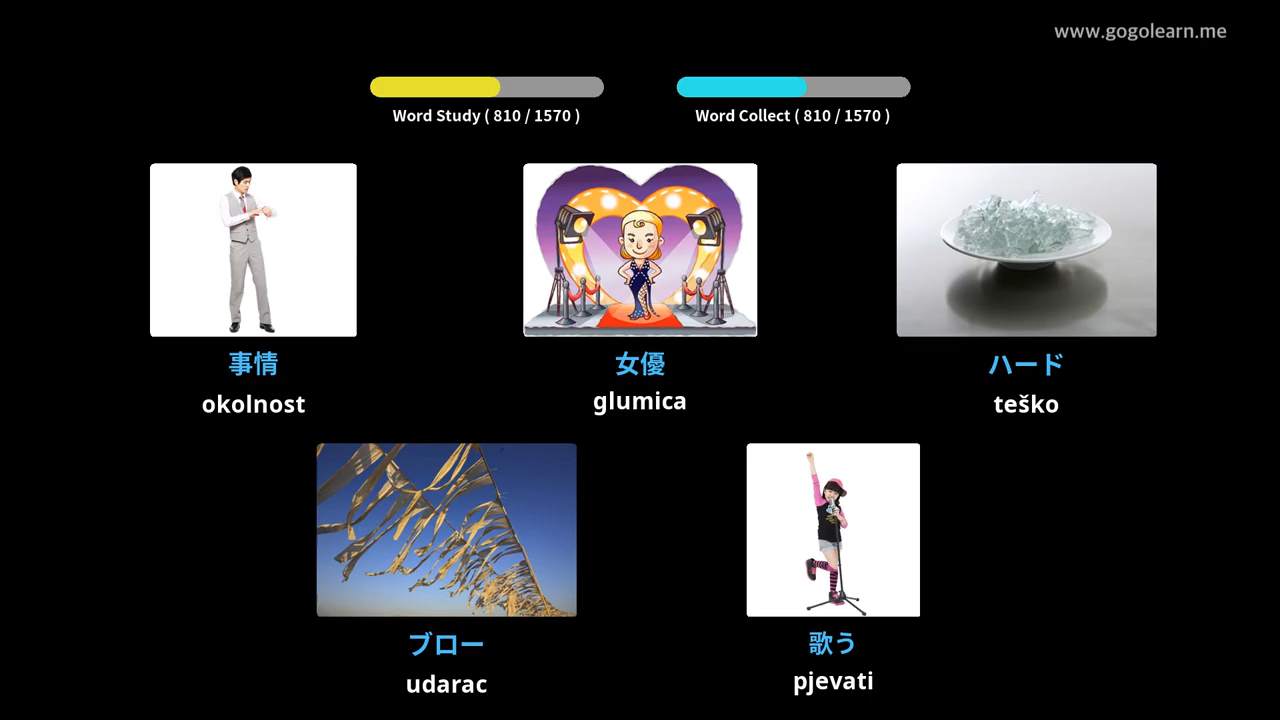 www.gogolearn.me
Word Study ( 810 / 1570 )
Word Collect ( 810 / 1570 )
事情
okolnost
女優
glumica
ハード
teško
ブロー
udarac
歌う
pjevati